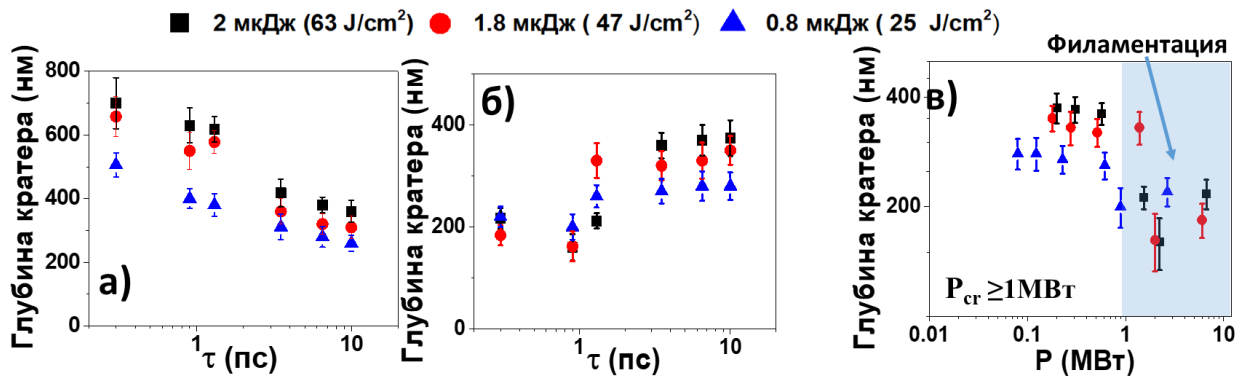 2 мкДж (63 J/cm²) 1.8 мкДж ( 47 J/cm²) 0.8 мкДж ( 25 J/cm²)
Глубина кратера (нм)
800
600
400
200
0
а)
1
10
τ (пс)
Глубина кратера (нм)
400
200
0
б)
1
10
τ (пс)
Филаментация
Глубина кратера (нм)
400
200
в)
P_cr ≥1МВт
0.01
0.1
1
10
P (МВт)